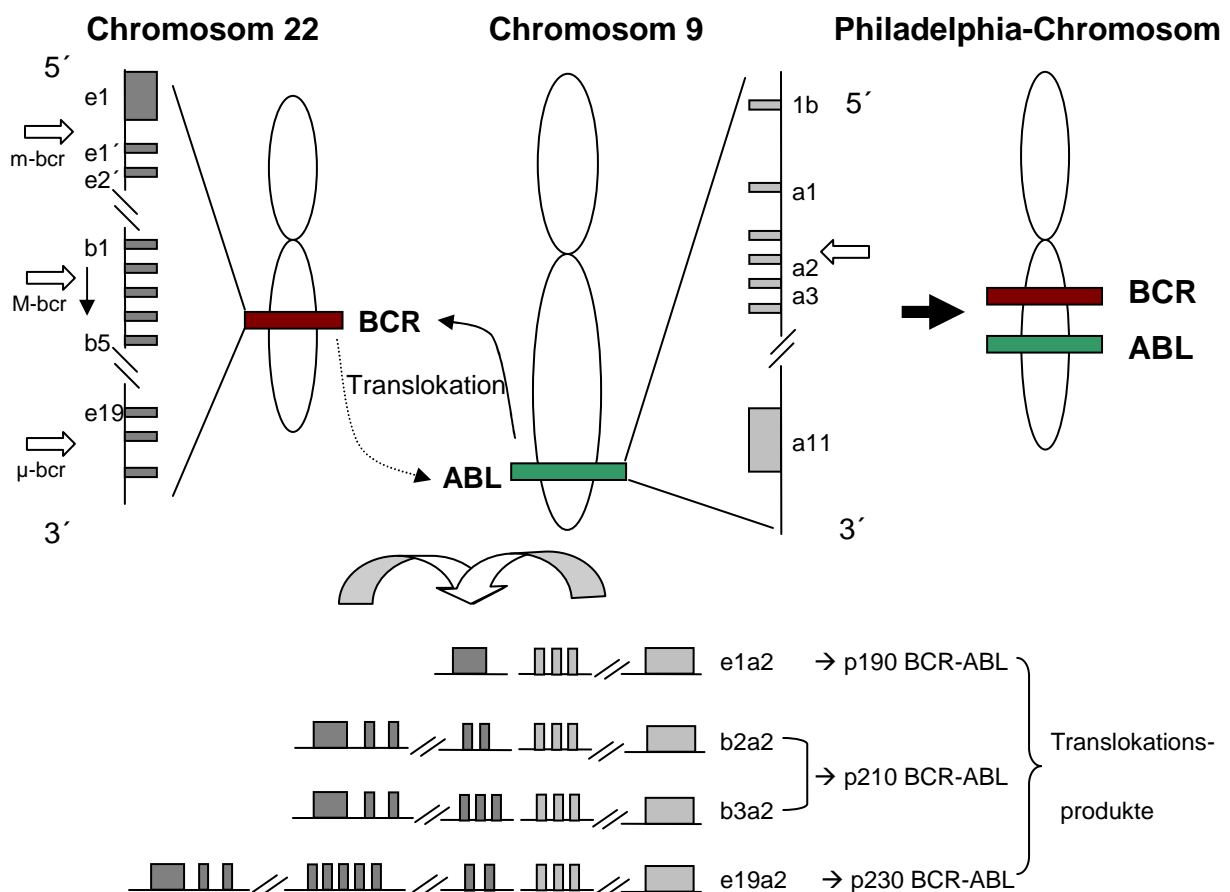 Chromosom 22
Chromosom 9
Philadelphia-Chromosom
5´
e1
m-bcr
e1´
e2´
b1
M-bcr
b5
e19
µ-bcr
3´
BCR
Translokation
ABL
1b
5´
a1
a2
a3
a11
3´
BCR
ABL
e1a2 → p190 BCR-ABL
b2a2
→ p210 BCR-ABL
b3a2
e19a2 → p230 BCR-ABL
Translokations-
produkte